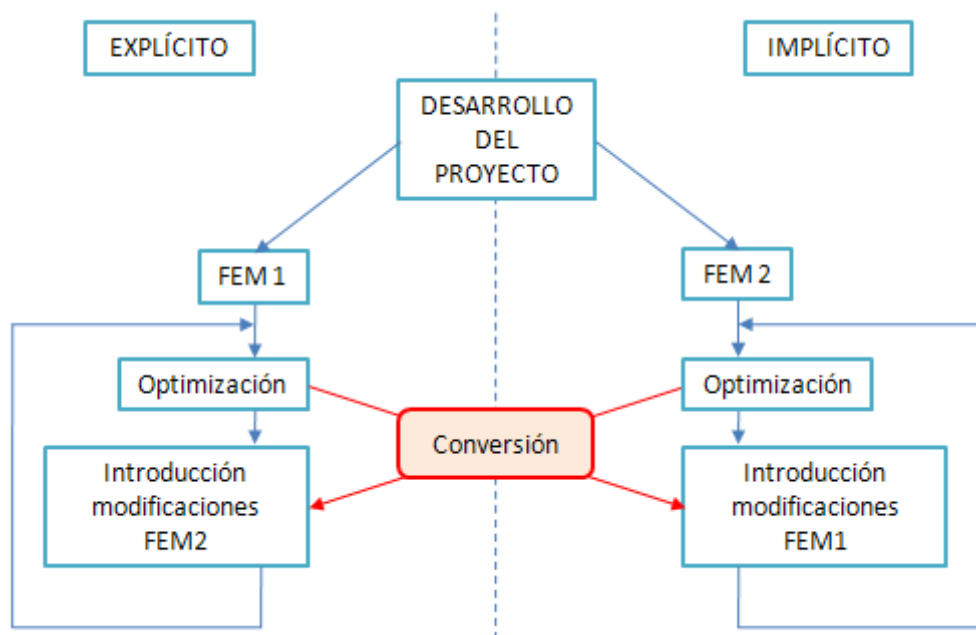 EXPLÍCITO
IMPLÍCITO
DESARROLLO
DEL
PROYECTO
FEM 1
FEM 2
Optimización
Optimización
Conversión
Introducción
modificaciones
FEM2
Introducción
modificaciones
FEM1